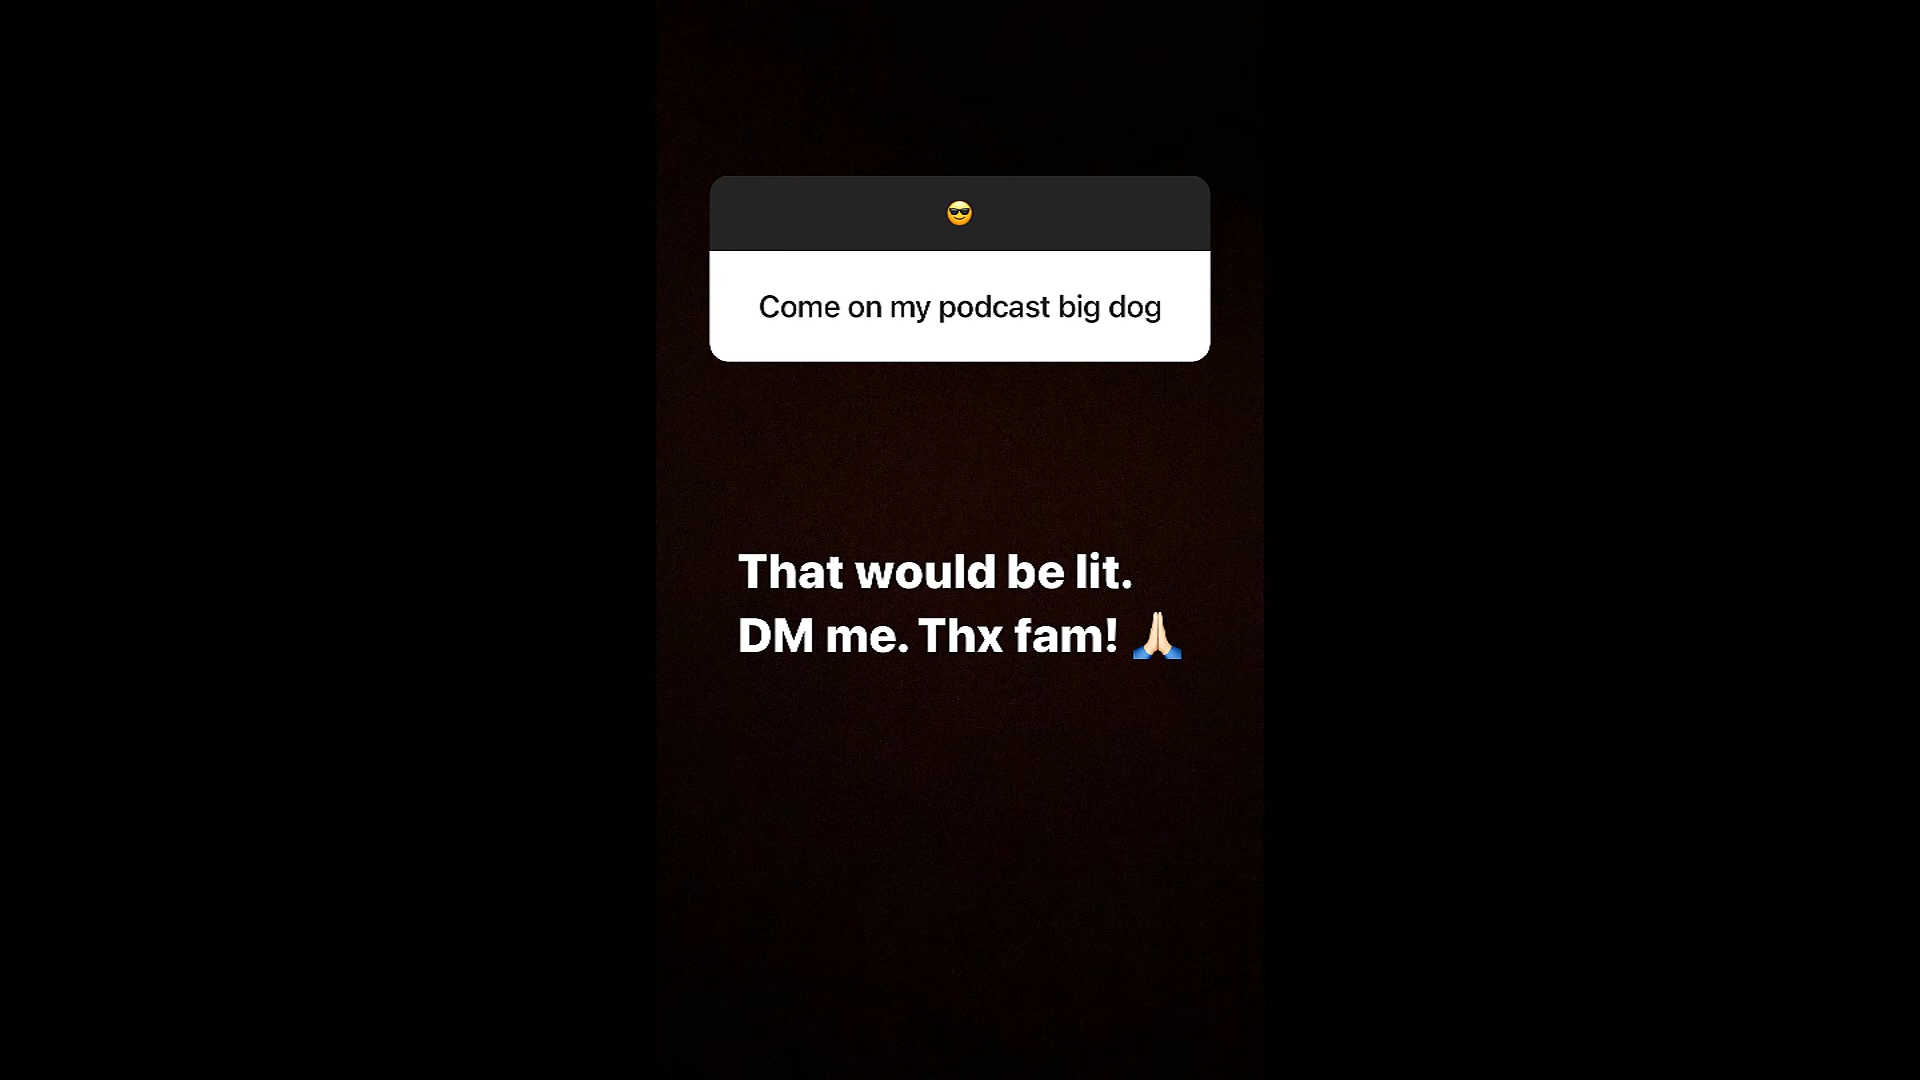 😎
Come on my podcast big dog
That would be lit.
DM me. Thx fam! 🙏🏻